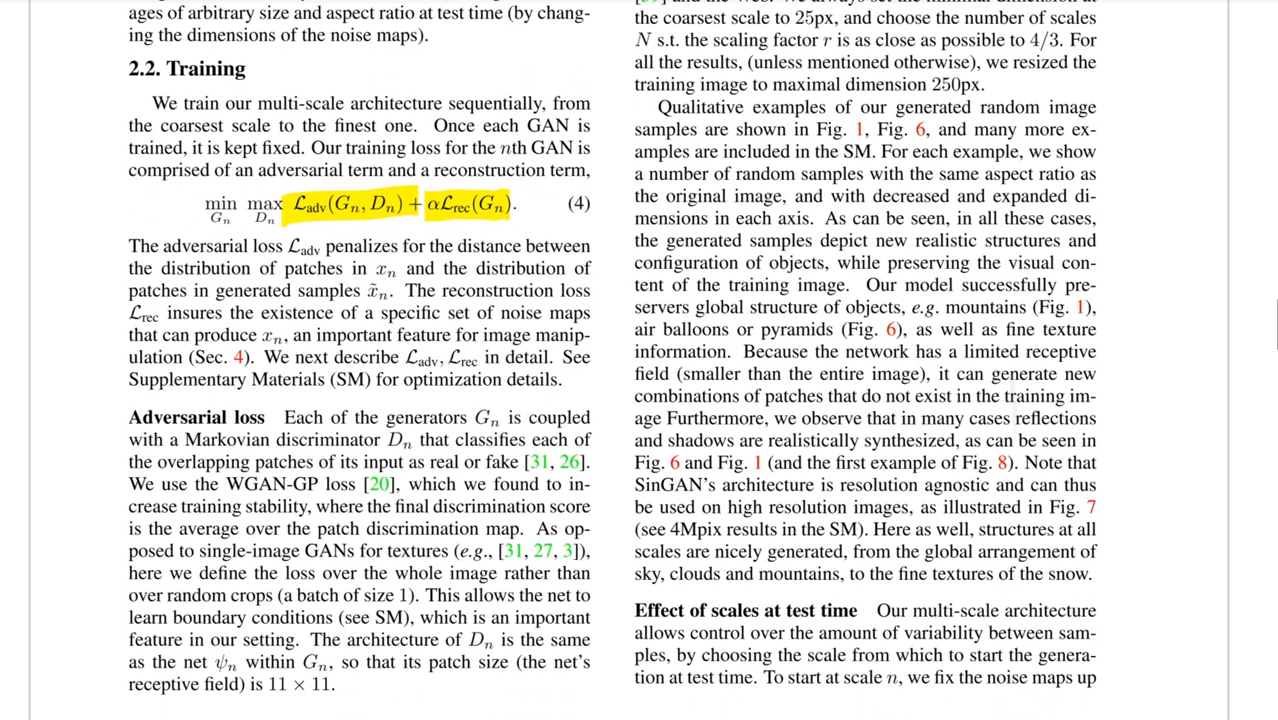 ages of arbitrary size and aspect ratio at test time (by chang-
ing the dimensions of the noise maps).
2.2. Training
We train our multi-scale architecture sequentially, from
the coarsest scale to the finest one. Once each GAN is
trained, it is kept fixed. Our training loss for the nth GAN is
comprised of an adversarial term and a reconstruction term,
min_{G_n} max_{D_n} ℒ_adv(G_n, D_n) + αℒ_rec(G_n). (4)
The adversarial loss ℒ_adv penalizes for the distance between
the distribution of patches in x_n and the distribution of
patches in generated samples x̃_n. The reconstruction loss
ℒ_rec insures the existence of a specific set of noise maps
that can produce x_n, an important feature for image manip-
ulation (Sec. 4). We next describe ℒ_adv, ℒ_rec in detail. See
Supplementary Materials (SM) for optimization details.
Adversarial loss Each of the generators G_n is coupled
with a Markovian discriminator D_n that classifies each of
the overlapping patches of its input as real or fake [31, 26].
We use the WGAN-GP loss [20], which we found to in-
crease training stability, where the final discrimination score
is the average over the patch discrimination map. As op-
posed to single-image GANs for textures (e.g., [31, 27, 3]),
here we define the loss over the whole image rather than
over random crops (a batch of size 1). This allows the net to
learn boundary conditions (see SM), which is an important
feature in our setting. The architecture of D_n is the same
as the net ψ_n within G_n, so that its patch size (the net's
receptive field) is 11 × 11.
the coarsest scale to 25px, and choose the number of scales
N s.t. the scaling factor r is as close as possible to 4/3. For
all the results, (unless mentioned otherwise), we resized the
training image to maximal dimension 250px.
Qualitative examples of our generated random image
samples are shown in Fig. 1, Fig. 6, and many more ex-
amples are included in the SM. For each example, we show
a number of random samples with the same aspect ratio as
the original image, and with decreased and expanded di-
mensions in each axis. As can be seen, in all these cases,
the generated samples depict new realistic structures and
configuration of objects, while preserving the visual con-
tent of the training image. Our model successfully pre-
servers global structure of objects, e.g. mountains (Fig. 1),
air balloons or pyramids (Fig. 6), as well as fine texture
information. Because the network has a limited receptive
field (smaller than the entire image), it can generate new
combinations of patches that do not exist in the training im-
age Furthermore, we observe that in many cases reflections
and shadows are realistically synthesized, as can be seen in
Fig. 6 and Fig. 1 (and the first example of Fig. 8). Note that
SinGAN's architecture is resolution agnostic and can thus
be used on high resolution images, as illustrated in Fig. 7
(see 4Mpix results in the SM). Here as well, structures at all
scales are nicely generated, from the global arrangement of
sky, clouds and mountains, to the fine textures of the snow.
Effect of scales at test time Our multi-scale architecture
allows control over the amount of variability between sam-
ples, by choosing the scale from which to start the genera-
tion at test time. To start at scale n, we fix the noise maps up